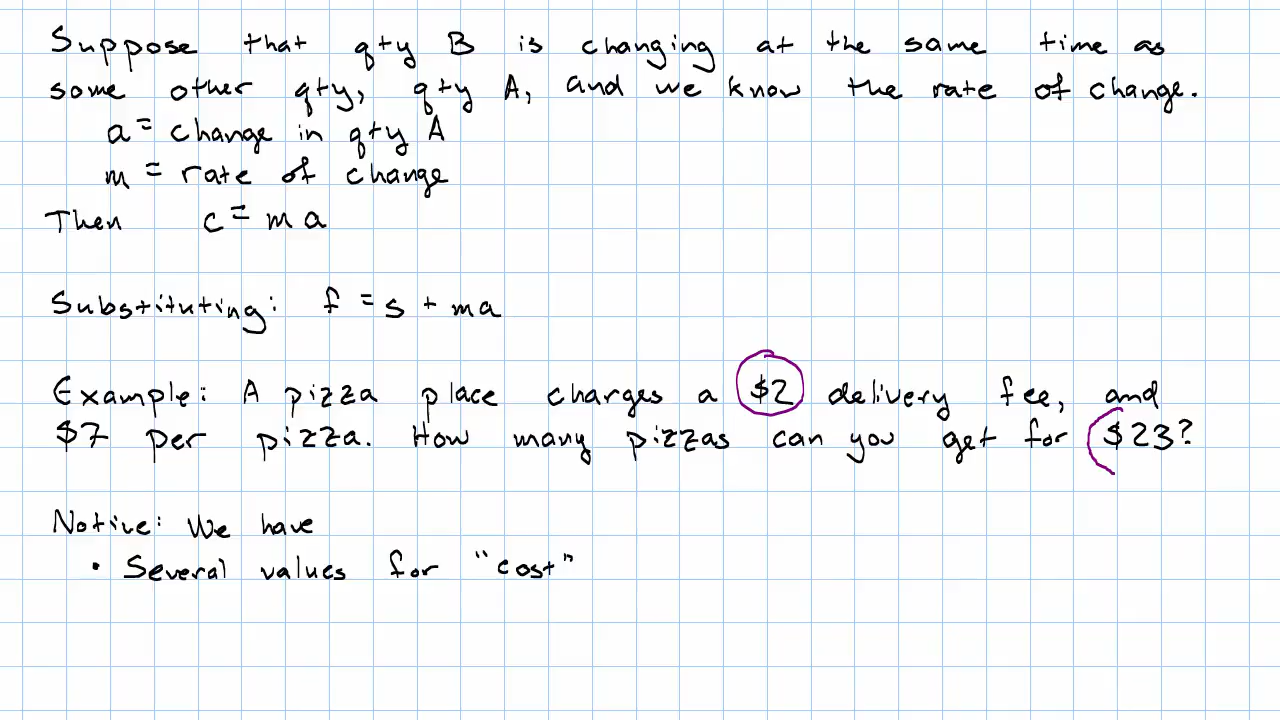 Suppose that qty B is changing at the same time as
some other qty, qty A, and we know the rate of change.
a = change in qty A
m = rate of change
Then c = ma
Substituting: f = s + ma
Example: A pizza place charges a $2 delivery fee, and
$7 per pizza. How many pizzas can you get for $23?
Notice: We have
• Several values for "cost"